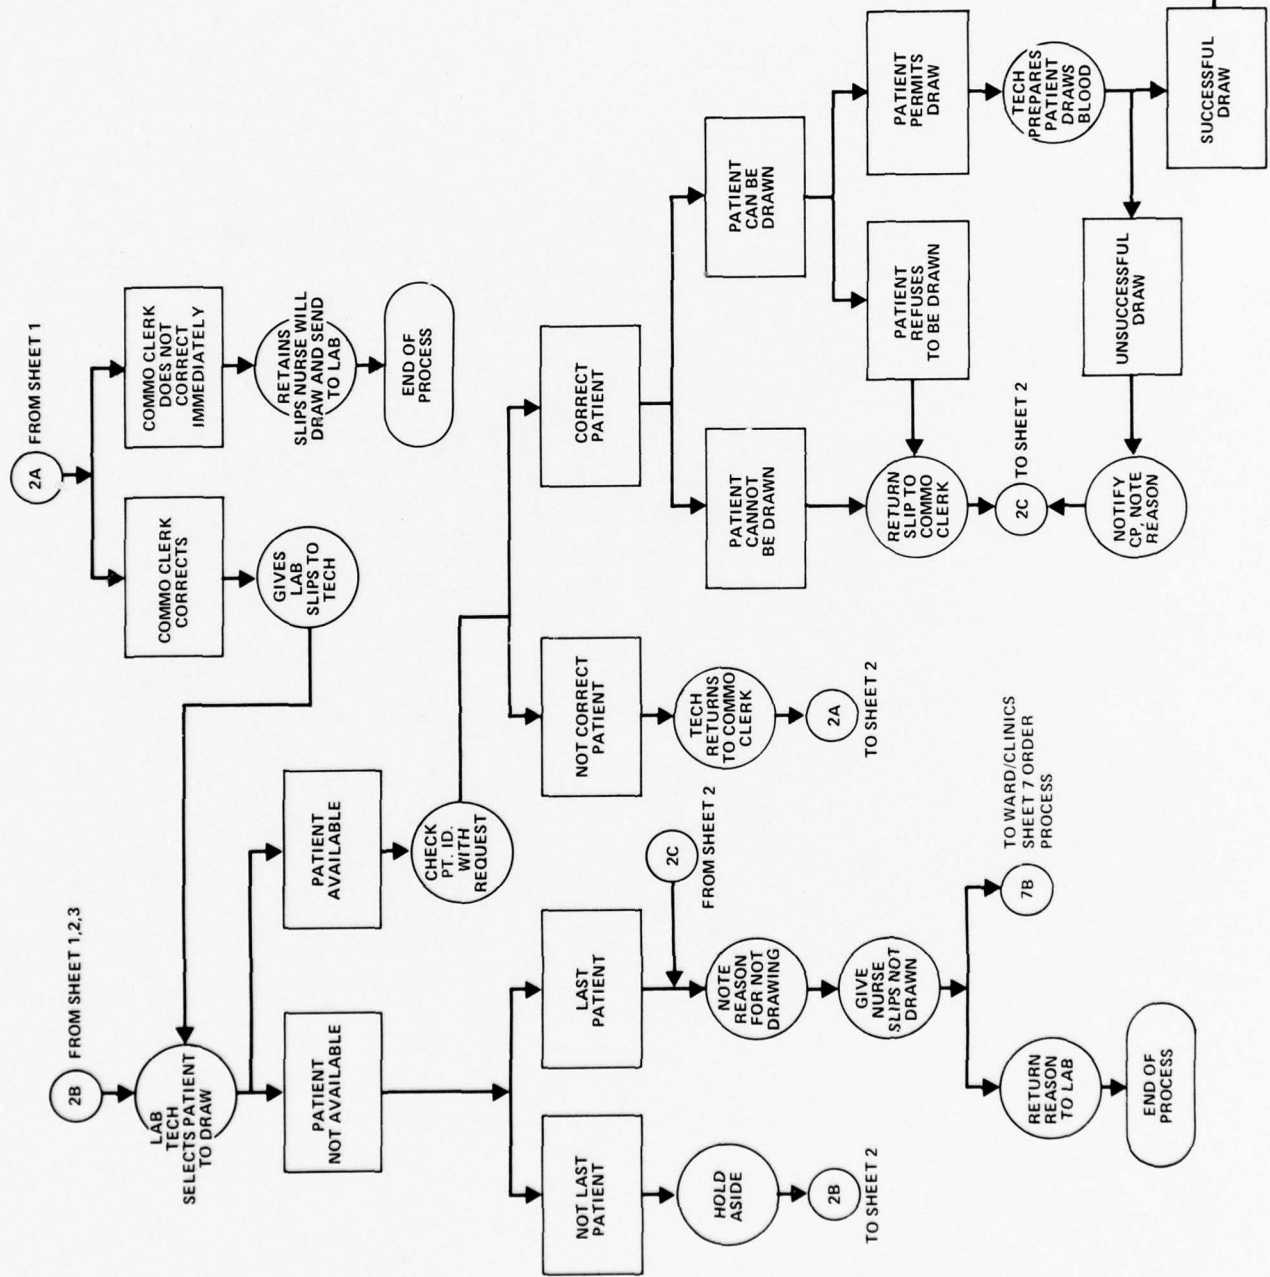 2A
FROM SHEET 1
COMMO CLERK
CORRECTS
COMMO CLERK
DOES NOT
CORRECT
IMMEDIATELY
GIVES
LAB
SLIPS TO
TECH
RETAINS
SLIPS NURSE WILL
DRAW AND SEND
TO LAB
END OF
PROCESS
2B
FROM SHEET 1,2,3
LAB
TECH
SELECTS PATIENT
TO DRAW
PATIENT
NOT AVAILABLE
PATIENT
AVAILABLE
CHECK
PT. ID.
WITH
REQUEST
NOT LAST
PATIENT
LAST
PATIENT
NOT CORRECT
PATIENT
CORRECT
PATIENT
HOLD
ASIDE
2B
TO SHEET 2
2C
FROM SHEET 2
NOTE
REASON
FOR NOT
DRAWING
GIVE
NURSE
SLIPS NOT
DRAWN
RETURN
REASON
TO LAB
END OF
PROCESS
7B
TO WARD/CLINICS
SHEET 7 ORDER
PROCESS
TECH
RETURNS
TO COMMO
CLERK
2A
TO SHEET 2
PATIENT
CANNOT
BE DRAWN
PATIENT
CAN BE
DRAWN
RETURN
SLIP TO
COMMO
CLERK
PATIENT
REFUSES
TO BE DRAWN
PATIENT
PERMITS
DRAW
2C
TO SHEET 2
TECH
PREPARES
PATIENT
DRAWS
BLOOD
NOTIFY
CP, NOTE
REASON
UNSUCCESSFUL
DRAW
SUCCESSFUL
DRAW